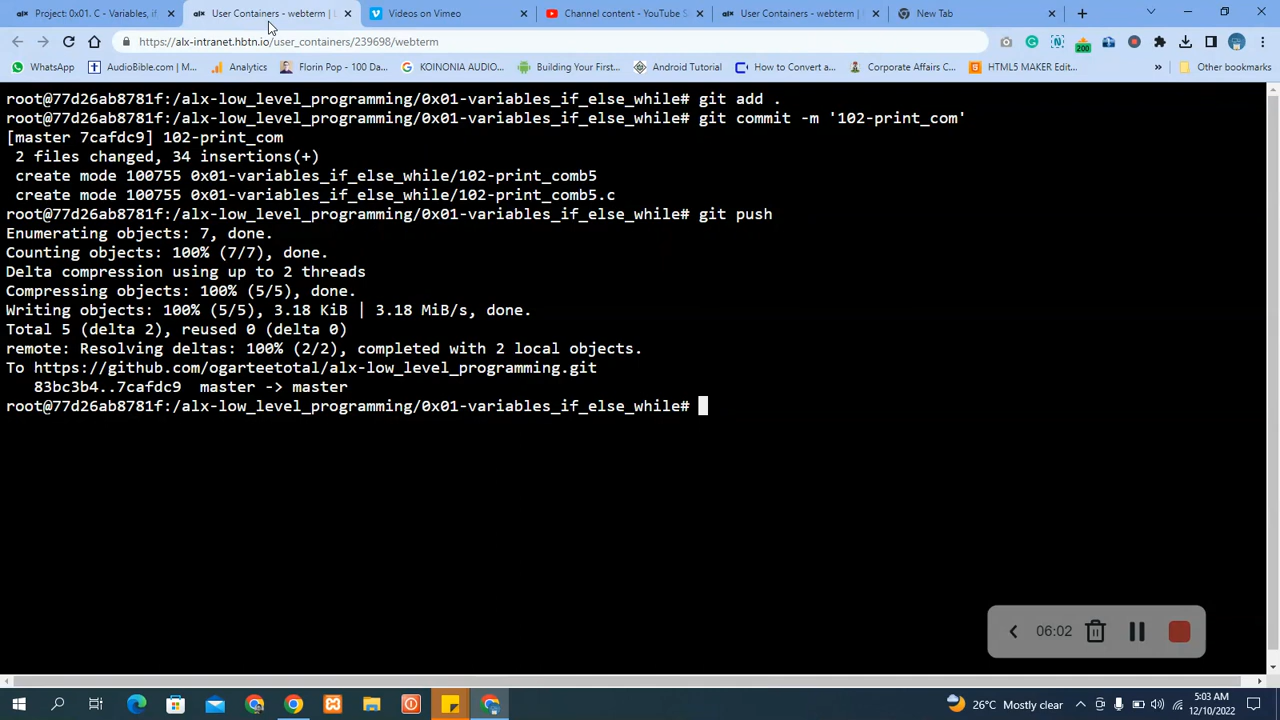 Project: 0x01. C - Variables, if
User Containers - webterm |
Videos on Vimeo
Channel content - YouTube S
User Containers - webterm |
New Tab
https://alx-intranet.hbtn.io/user_containers/239698/webterm
200
WhatsApp
AudioBible.com | M...
Analytics
Florin Pop - 100 Da...
KOINONIA AUDIO...
Building Your First...
Android Tutorial
How to Convert a...
Corporate Affairs C...
HTML5 MAKER Edit...
»
Other bookmarks
root@77d26ab8781f:/alx-low_level_programming/0x01-variables_if_else_while# git add .
root@77d26ab8781f:/alx-low_level_programming/0x01-variables_if_else_while# git commit -m '102-print_com'
[master 7cafdc9] 102-print_com
2 files changed, 34 insertions(+)
create mode 100755 0x01-variables_if_else_while/102-print_comb5
create mode 100755 0x01-variables_if_else_while/102-print_comb5.c
root@77d26ab8781f:/alx-low_level_programming/0x01-variables_if_else_while# git push
Enumerating objects: 7, done.
Counting objects: 100% (7/7), done.
Delta compression using up to 2 threads
Compressing objects: 100% (5/5), done.
Writing objects: 100% (5/5), 3.18 KiB | 3.18 MiB/s, done.
Total 5 (delta 2), reused 0 (delta 0)
remote: Resolving deltas: 100% (2/2), completed with 2 local objects.
To https://github.com/ogarteetotal/alx-low_level_programming.git
83bc3b4..7cafdc9  master -> master
root@77d26ab8781f:/alx-low_level_programming/0x01-variables_if_else_while#
06:02
26°C Mostly clear
5:03 AM
12/10/2022